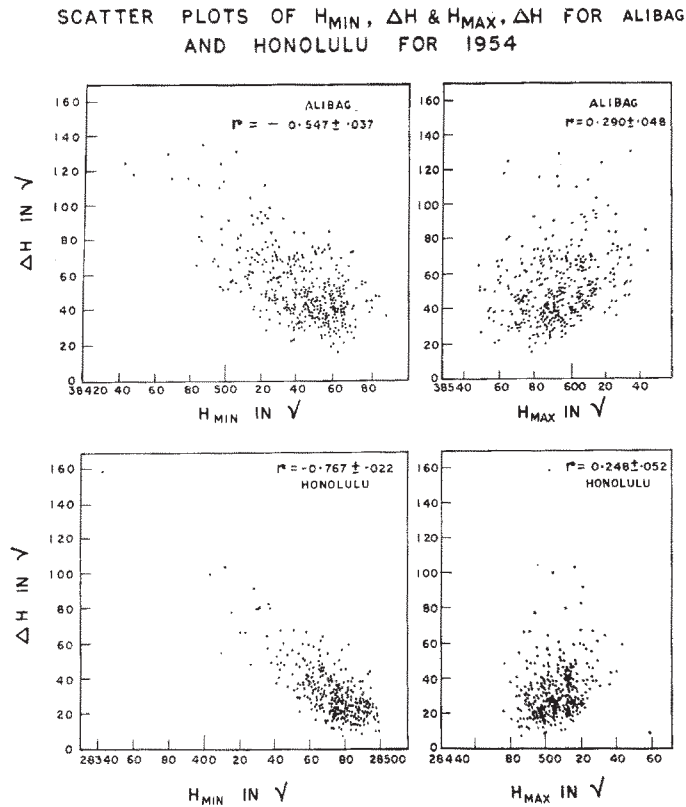 SCATTER PLOTS OF HMIN, ΔH & HMAX, ΔH FOR ALIBAG
AND HONOLULU FOR 1954
ALIBAG
r = - 0.547 ± .037
160
140
120
100
80
60
40
20
0
ΔH IN γ
38420 40 60 80 500 20 40 60 80
HMIN IN γ
ALIBAG
r = 0.290 ± .048
160
140
120
100
80
60
40
20
0
38540 60 80 600 20 40
HMAX IN γ
r = -0.767 ± .022
HONOLULU
160
140
120
100
80
60
40
20
0
ΔH IN γ
28340 60 80 400 20 40 60 80 28500
HMIN IN γ
r = 0.248 ± .052
HONOLULU
160
140
120
100
80
60
40
20
0
28440 80 500 20 40 60
HMAX IN γ